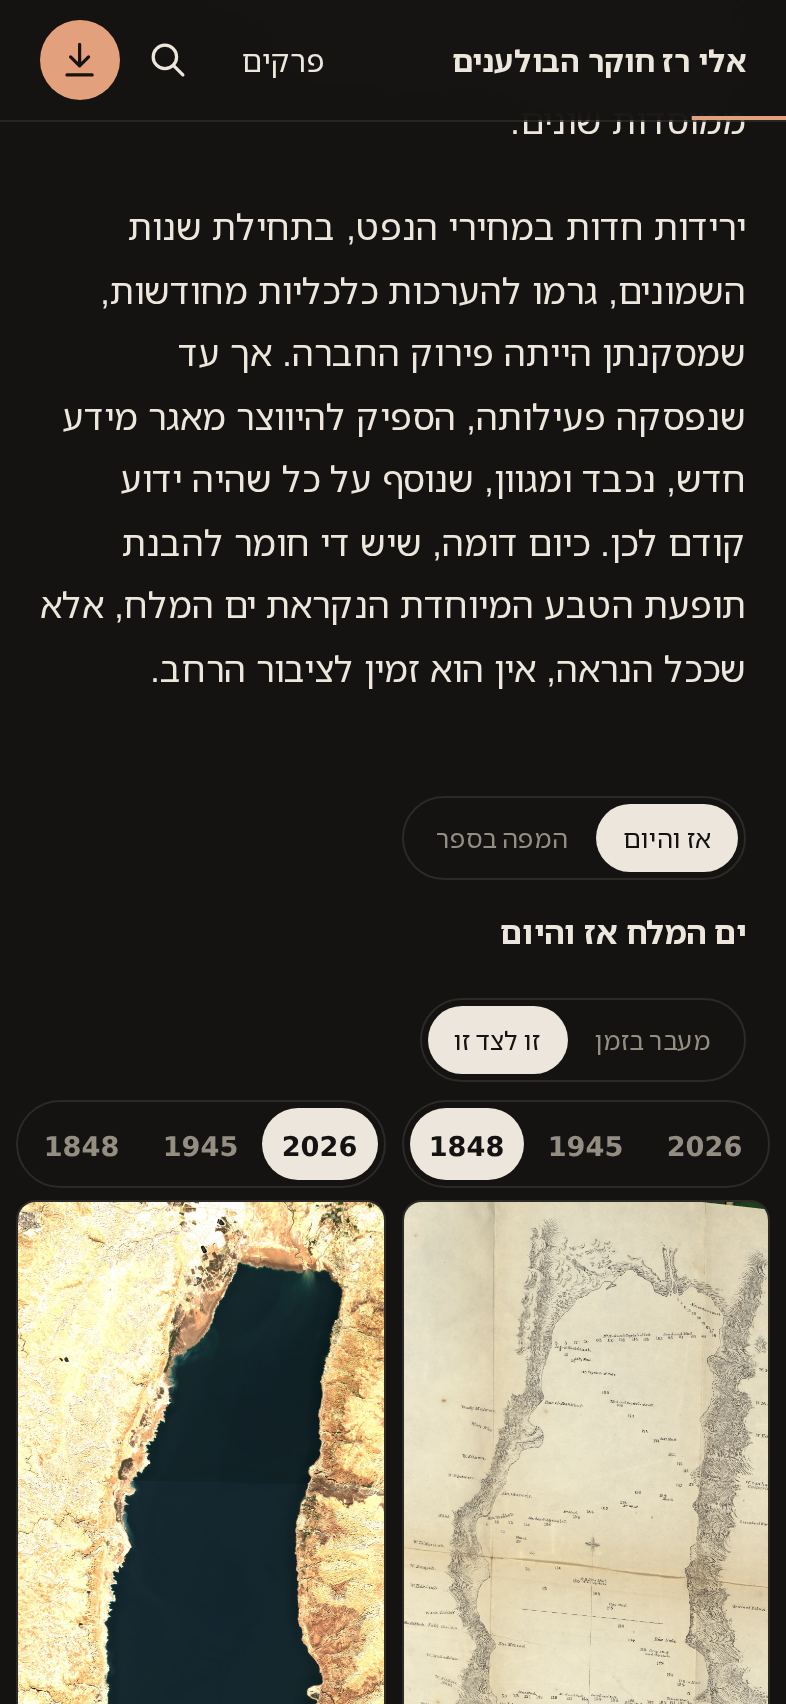 אלי רז חוקר הבולענים
פרקים
ממוסדות שונים.
ירידות חדות במחירי הנפט, בתחילת שנות
השמונים, גרמו להערכות כלכליות מחודשות,
שמסקנתן הייתה פירוק החברה. אך עד
שנפסקה פעילותה, הספיק להיווצר מאגר מידע
חדש, נכבד ומגוון, שנוסף על כל שהיה ידוע
קודם לכן. כיום דומה, שיש די חומר להבנת
תופעת הטבע המיוחדת הנקראת ים המלח, אלא
שככל הנראה, אין הוא זמין לציבור הרחב.
אז והיום
המפה בספר
ים המלח אז והיום
מעבר בזמן
זו לצד זו
2026 1945 1848
2026 1945 1848